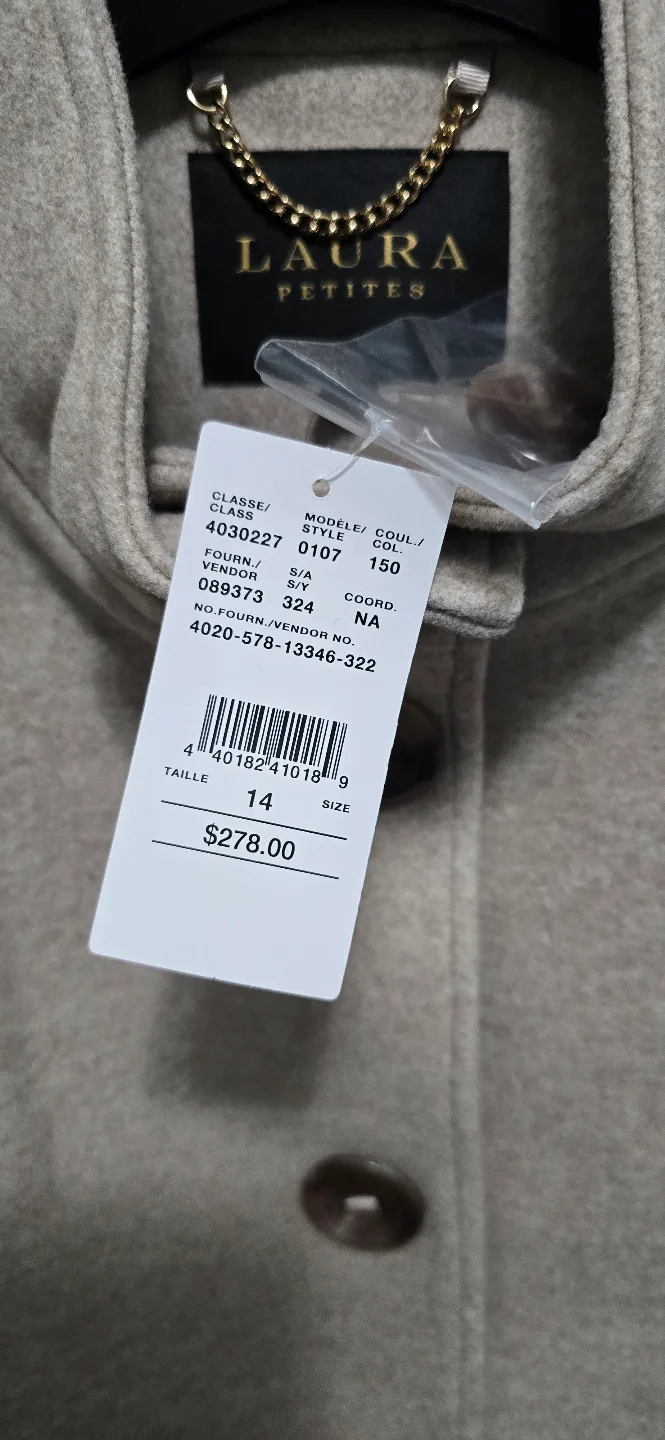 LAURA
PETITES
CLASSE/ MODÈLE/ COUL./
CLASS STYLE COL.
4030227 0107 150
FOURN./ S/A
VENDOR S/Y COORD.
089373 324 NA
NO.FOURN./VENDOR NO.
4020-578-13346-322
4 40182 41018 9
TAILLE 14 SIZE
$278.00